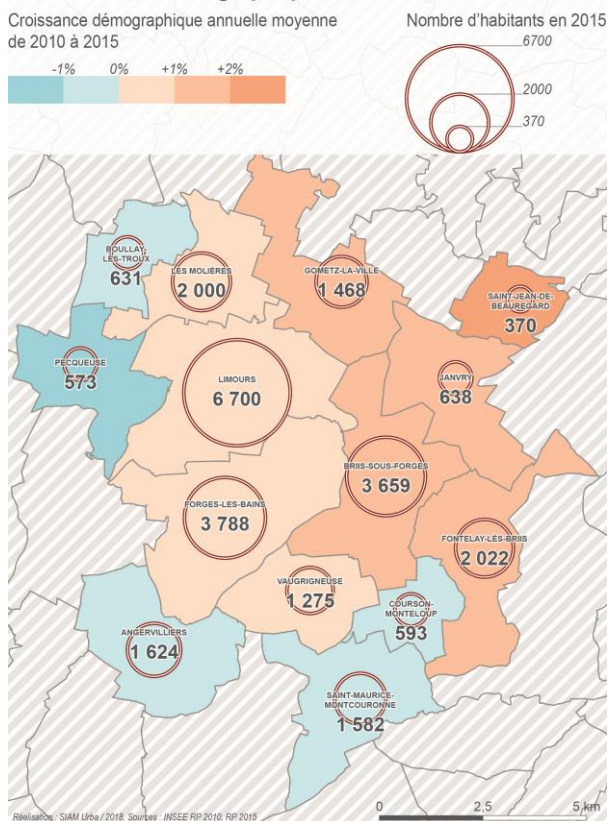 Croissance démographique annuelle moyenne
de 2010 à 2015
-1% 0% +1% +2%
Nombre d'habitants en 2015
6700
2000
370
BOULLAY-
LES-TROUX
631
LES MOLIÈRES
2 000
GOMETZ-LA-VILLE
1 468
SAINT-JEAN-DE-
BEAUREGARD
370
PECQUEUSE
573
LIMOURS
6 700
JANVRY
638
BRIIS-SOUS-FORGES
3 659
FORGES-LES-BAINS
3 788
FONTELAY-LÈS-BRIIS
2 022
VAUGRIGNEUSE
1 275
COURSON-
MONTELOUP
593
ANGERVILLIERS
1 624
SAINT-MAURICE-
MONTCOURONNE
1 582
Réalisation : SIAM Urba / 2018. Sources : INSEE RP 2010, RP 2015
0 2,5 5 km